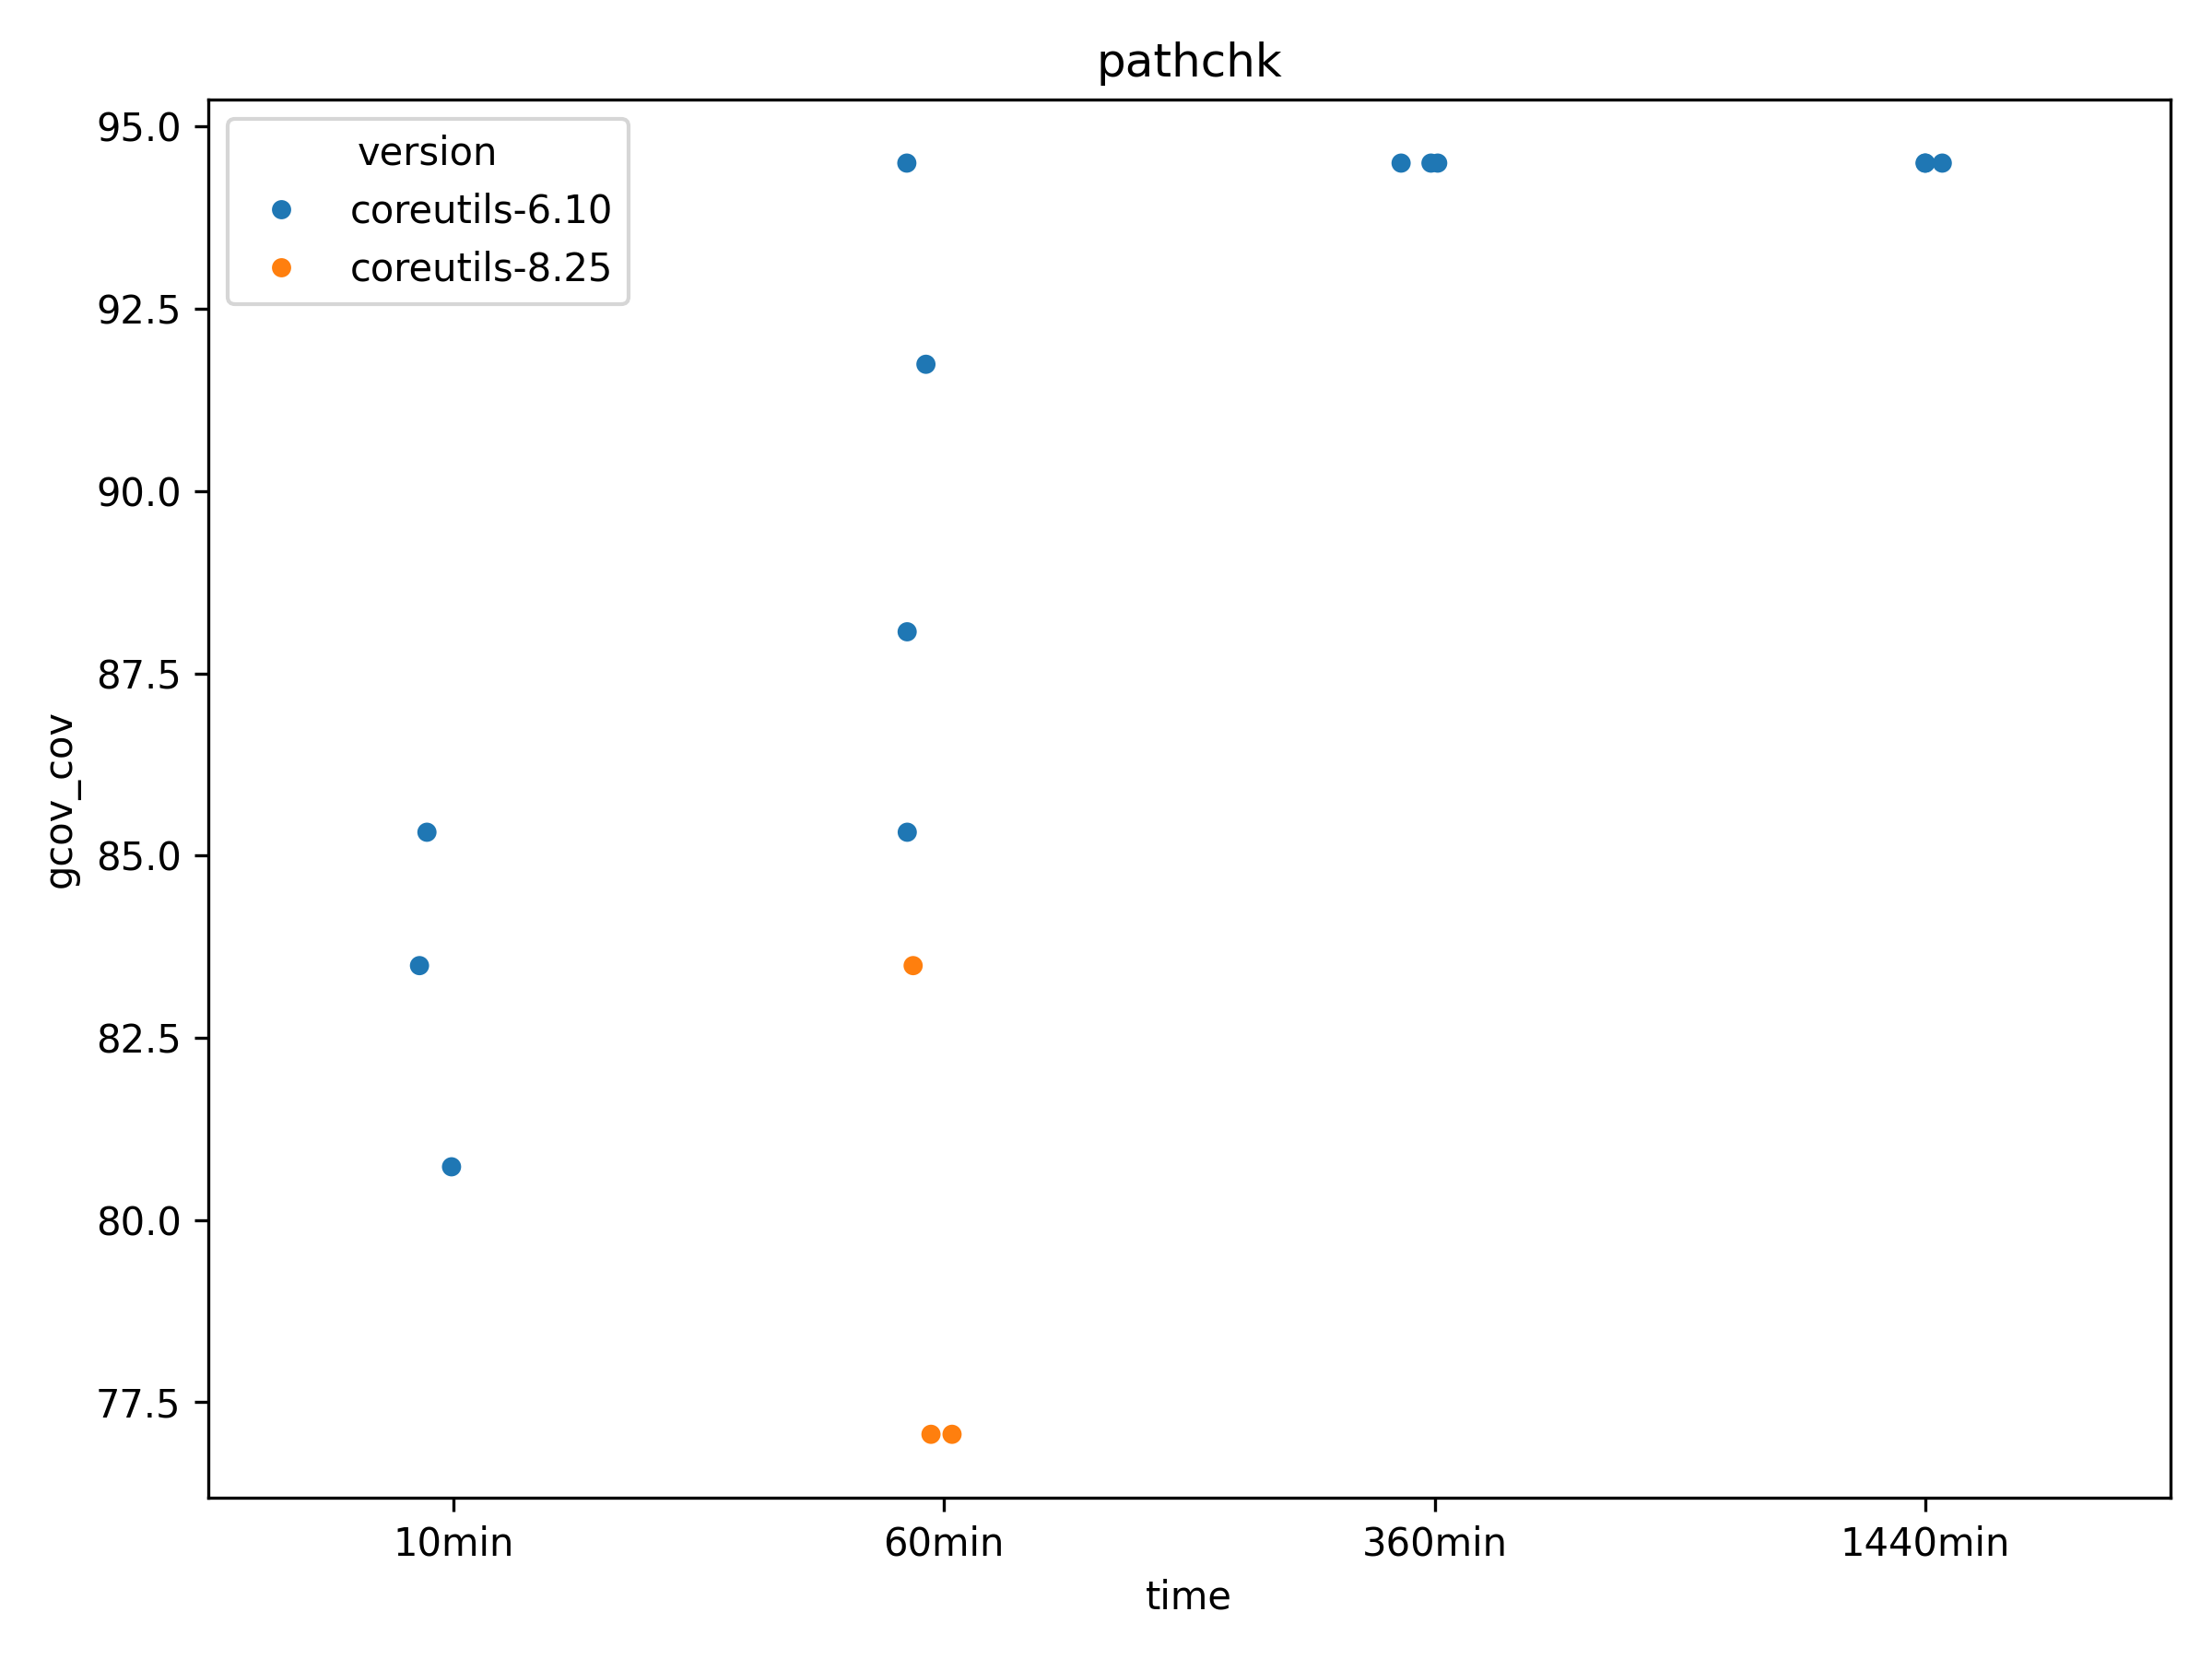 pathchk
version
coreutils-6.10
coreutils-8.25
95.0
92.5
90.0
87.5
85.0
82.5
80.0
77.5
gcov_cov
10min
60min
360min
1440min
time